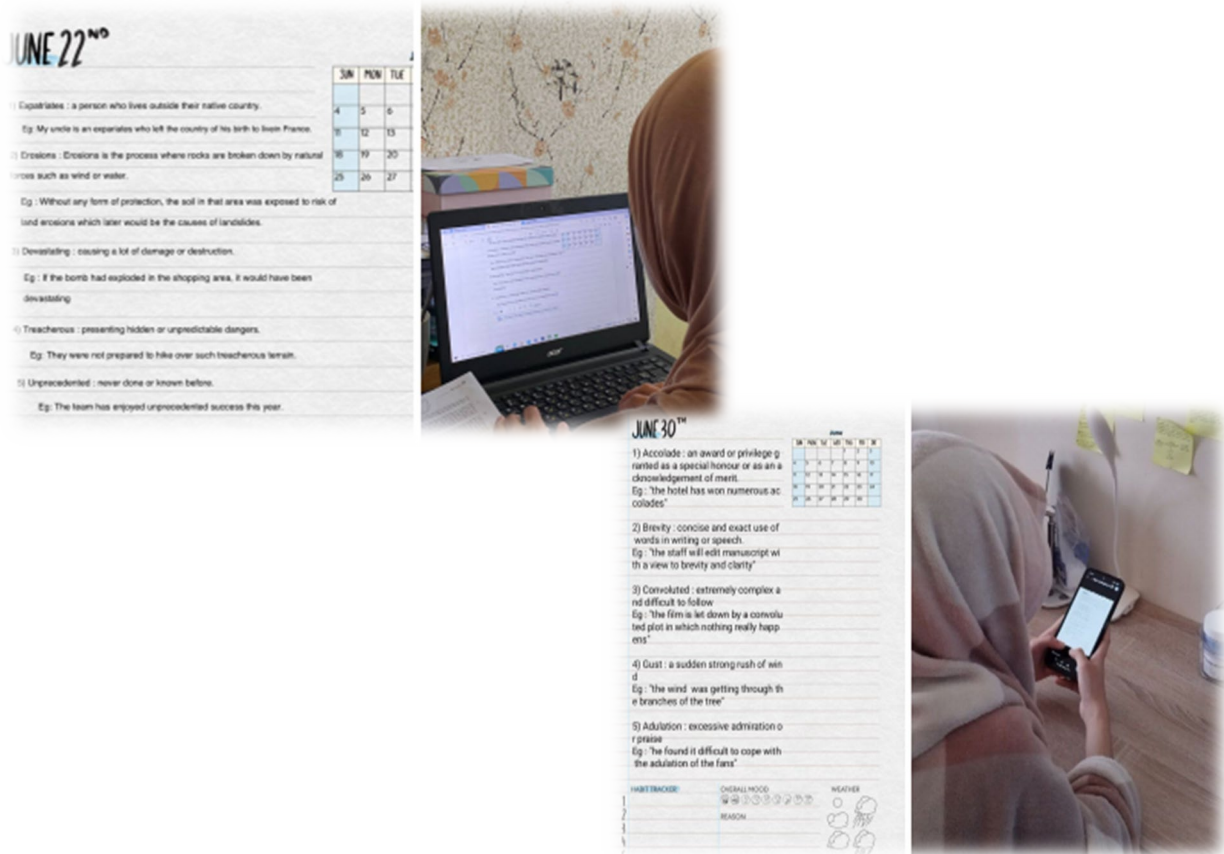 JUNE 22ND
SUN MON TUE
4 5 6
11 12 13
18 19 20
25 26 27
1) Expatriates : a person who lives outside their native country.
Eg: My uncle is an expariates who left the country of his birth to livein France.
2) Erosions : Erosions is the process where rocks are broken down by natural
forces such as wind or water.
Eg : Without any form of protection, the soil in that area was exposed to risk of
land erosions which later would be the causes of landslides.
3) Devastating : causing a lot of damage or destruction.
Eg : If the bomb had exploded in the shopping area, it would have been
devastating
4) Treacherous : presenting hidden or unpredictable dangers.
Eg: They were not prepared to hike over such treacherous terrain.
5) Unprecedented : never done or known before.
Eg: The team has enjoyed unprecedented success this year.
acer
JUNE 30TH
June
1) Accolade : an award or privilege g
ranted as a special honour or as an a
cknowledgement of merit.
Eg : "the hotel has won numerous ac
colades"
2) Brevity : concise and exact use of
words in writing or speech.
Eg : "the staff will edit manuscript wi
th a view to brevity and clarity"
3) Convoluted : extremely complex a
nd difficult to follow
Eg : "the film is let down by a convolu
ted plot in which nothing really happ
ens"
4) Gust : a sudden strong rush of win
d
Eg : "the wind was getting through th
e branches of the tree"
5) Adulation : excessive admiration o
r praise
Eg : "he found it difficult to cope with
the adulation of the fans"
HABIT TRACKER: OVERALL MOOD WEATHER
REASON
1
2
3